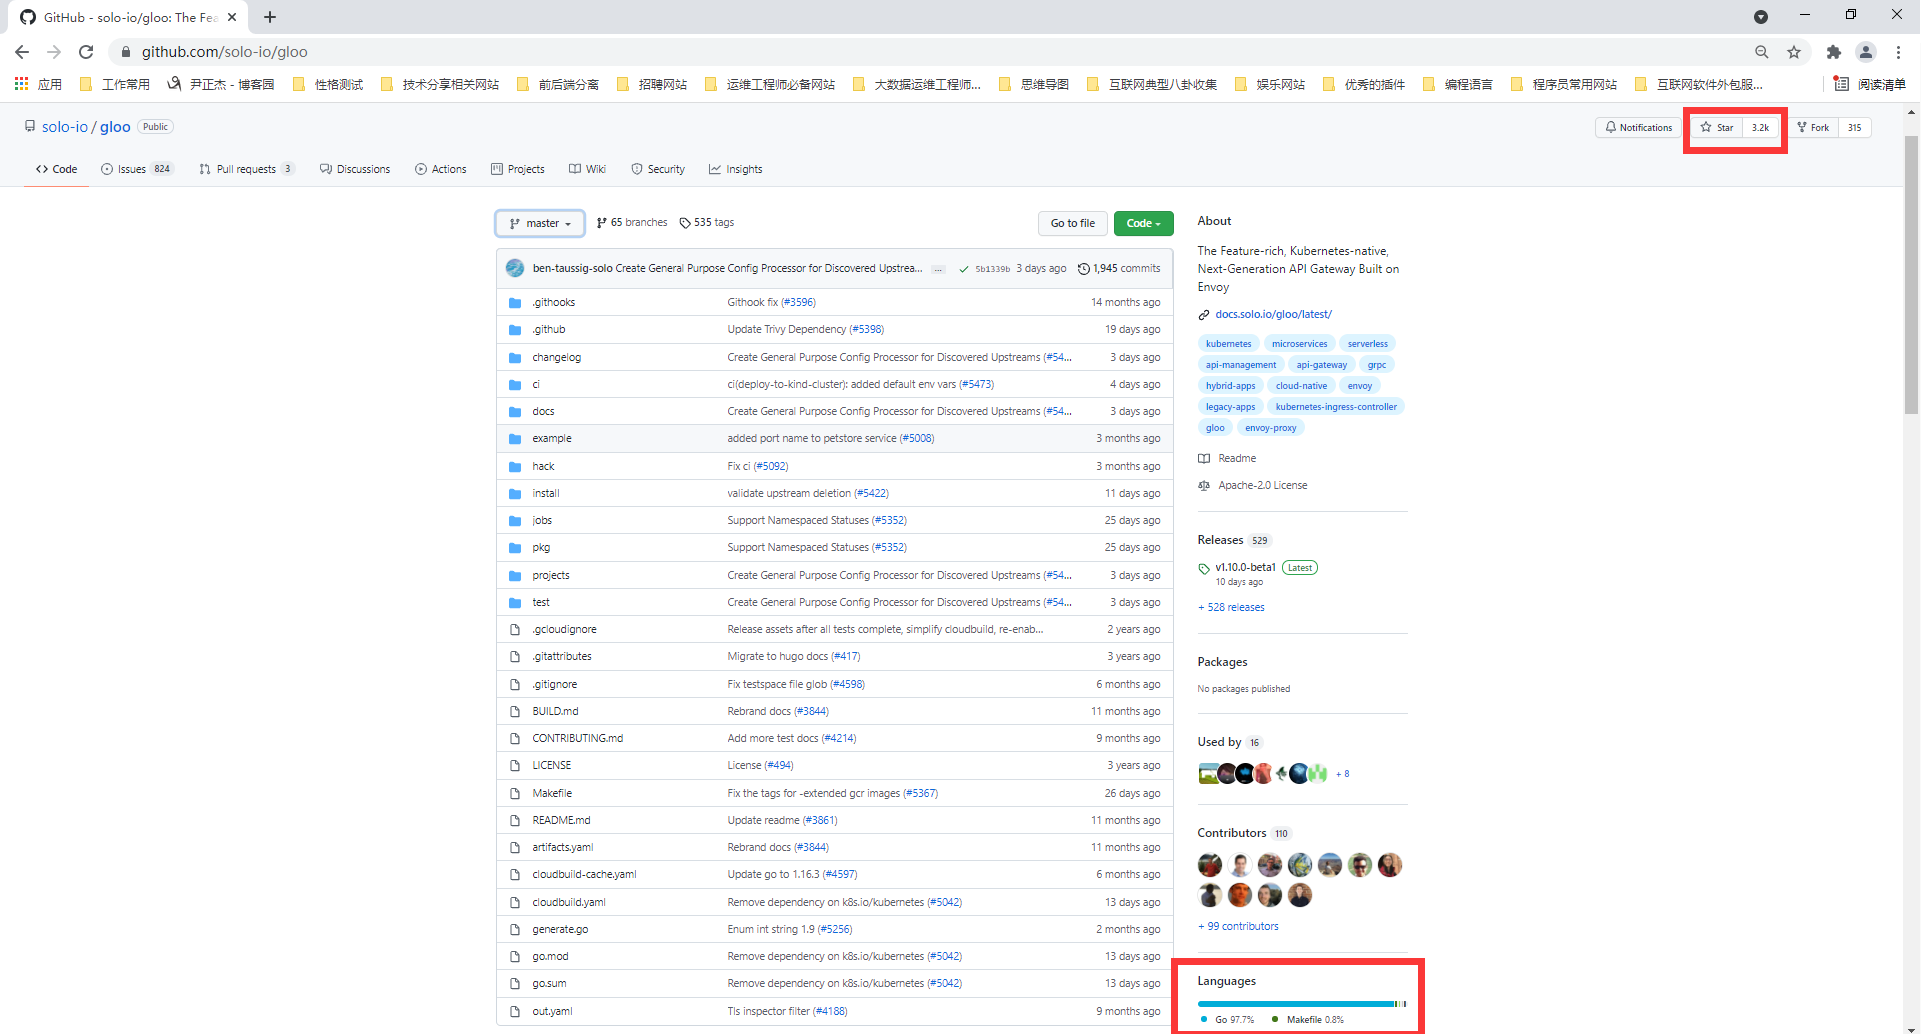 GitHub - solo-io/gloo: The Fea
github.com/solo-io/gloo
应用 工作常用 尹正杰 - 博客园 性格测试 技术分享相关网站 前后端分离 招聘网站 运维工程师必备网站 大数据运维工程师... 思维导图 互联网典型八卦收集 娱乐网站 优秀的插件 编程语言 程序员常用网站 互联网软件外包服... 阅读清单
solo-io / gloo Public Notifications Star 3.2k Fork 315
Code Issues 824 Pull requests 3 Discussions Actions Projects Wiki Security Insights
master 65 branches 535 tags Go to file Code
ben-taussig-solo Create General Purpose Config Processor for Discovered Upstrea... ... 5b1339b 3 days ago 1,945 commits
.githooks Githook fix (#3596) 14 months ago
.github Update Trivy Dependency (#5398) 19 days ago
changelog Create General Purpose Config Processor for Discovered Upstreams (#54... 3 days ago
ci ci(deploy-to-kind-cluster): added default env vars (#5473) 4 days ago
docs Create General Purpose Config Processor for Discovered Upstreams (#54... 3 days ago
example added port name to petstore service (#5008) 3 months ago
hack Fix ci (#5092) 3 months ago
install validate upstream deletion (#5422) 11 days ago
jobs Support Namespaced Statuses (#5352) 25 days ago
pkg Support Namespaced Statuses (#5352) 25 days ago
projects Create General Purpose Config Processor for Discovered Upstreams (#54... 3 days ago
test Create General Purpose Config Processor for Discovered Upstreams (#54... 3 days ago
.gcloudignore Release assets after all tests complete, simplify cloudbuild, re-enab... 2 years ago
.gitattributes Migrate to hugo docs (#417) 3 years ago
.gitignore Fix testspace file glob (#4598) 6 months ago
BUILD.md Rebrand docs (#3844) 11 months ago
CONTRIBUTING.md Add more test docs (#4214) 9 months ago
LICENSE License (#494) 3 years ago
Makefile Fix the tags for -extended gcr images (#5367) 26 days ago
README.md Update readme (#3861) 11 months ago
artifacts.yaml Rebrand docs (#3844) 11 months ago
cloudbuild-cache.yaml Update go to 1.16.3 (#4597) 6 months ago
cloudbuild.yaml Remove dependency on k8s.io/kubernetes (#5042) 13 days ago
generate.go Enum int string 1.9 (#5256) 2 months ago
go.mod Remove dependency on k8s.io/kubernetes (#5042) 13 days ago
go.sum Remove dependency on k8s.io/kubernetes (#5042) 13 days ago
out.yaml Tls inspector filter (#4188) 9 months ago
About
The Feature-rich, Kubernetes-native,
Next-Generation API Gateway Built on
Envoy
docs.solo.io/gloo/latest/
kubernetes microservices serverless
api-management api-gateway grpc
hybrid-apps cloud-native envoy
legacy-apps kubernetes-ingress-controller
gloo envoy-proxy
Readme
Apache-2.0 License
Releases 529
v1.10.0-beta1 Latest
10 days ago
+ 528 releases
Packages
No packages published
Used by 16
+ 8
Contributors 110
+ 99 contributors
Languages
Go 97.7% Makefile 0.8%